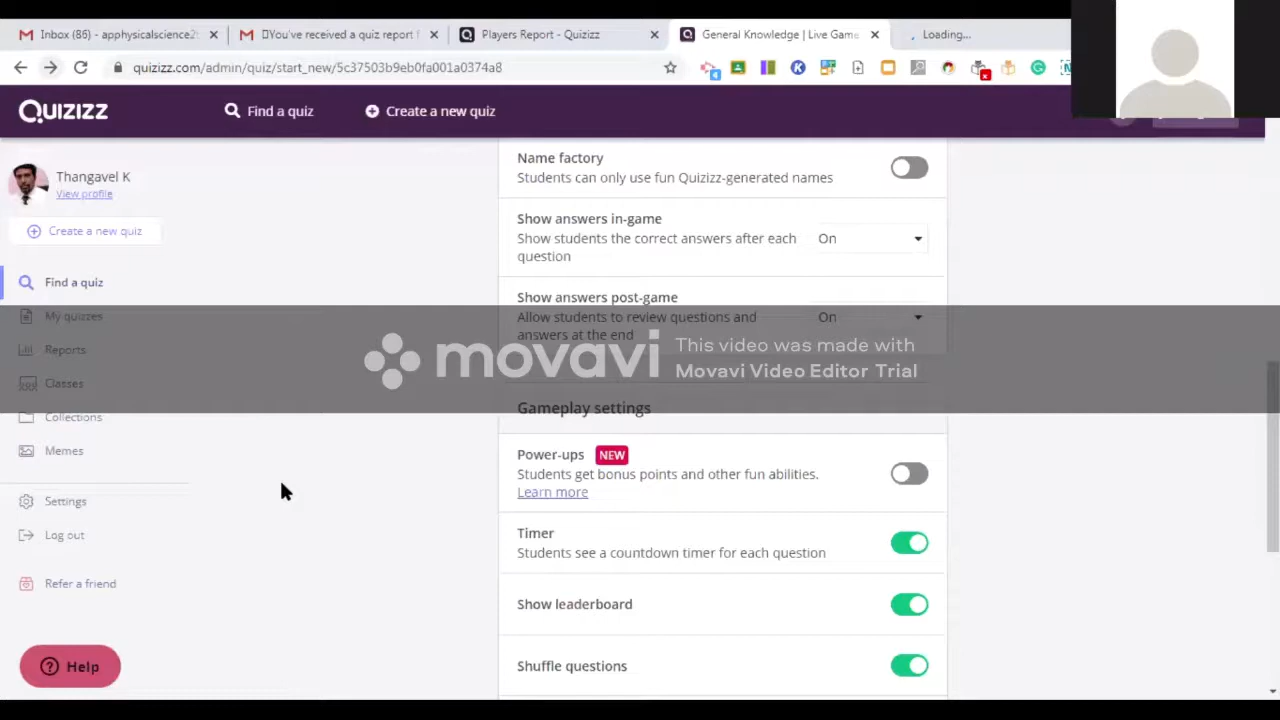 Inbox (86) - apphysicalscience2
You've received a quiz report f
Players Report - Quizizz
General Knowledge | Live Game
Loading...
quizizz.com/admin/quiz/start_new/5c37503b9eb0fa001a0374a8
QUIZIZZ
Find a quiz
Create a new quiz
Thangavel K
View profile
Create a new quiz
Find a quiz
My quizzes
Reports
Classes
Collections
Memes
Settings
Log out
Refer a friend
Help
Name factory
Students can only use fun Quizizz-generated names
Show answers in-game
Show students the correct answers after each
question
On
Show answers post-game
Allow students to review questions and
answers at the end
On
movavi
This video was made with
Movavi Video Editor Trial
Gameplay settings
Power-ups NEW
Students get bonus points and other fun abilities.
Learn more
Timer
Students see a countdown timer for each question
Show leaderboard
Shuffle questions